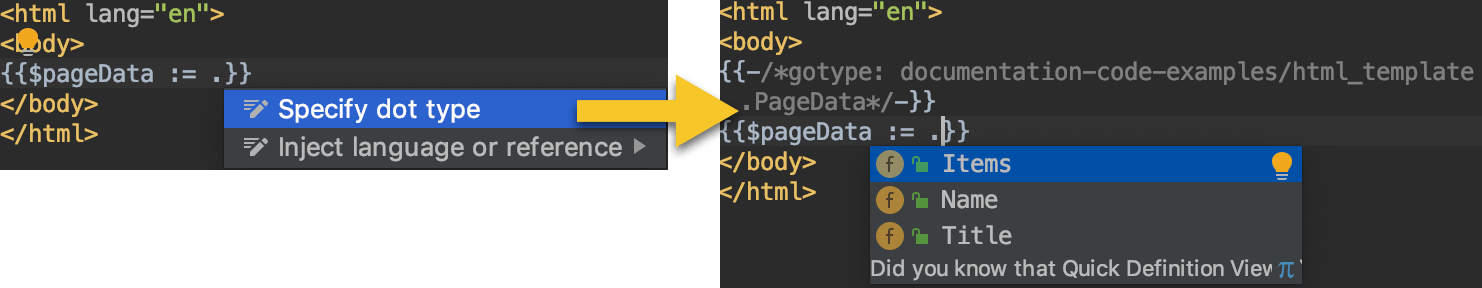 <html lang="en">
<body>
{{$pageData := .}}
</body>
</html>
Specify dot type
Inject language or reference
<html lang="en">
<body>
{{-/*gotype: documentation-code-examples/html_template
.PageData*/-}}
{{$pageData := .}}
</body>
</html>
f Items
f Name
f Title
Did you know that Quick Definition View π